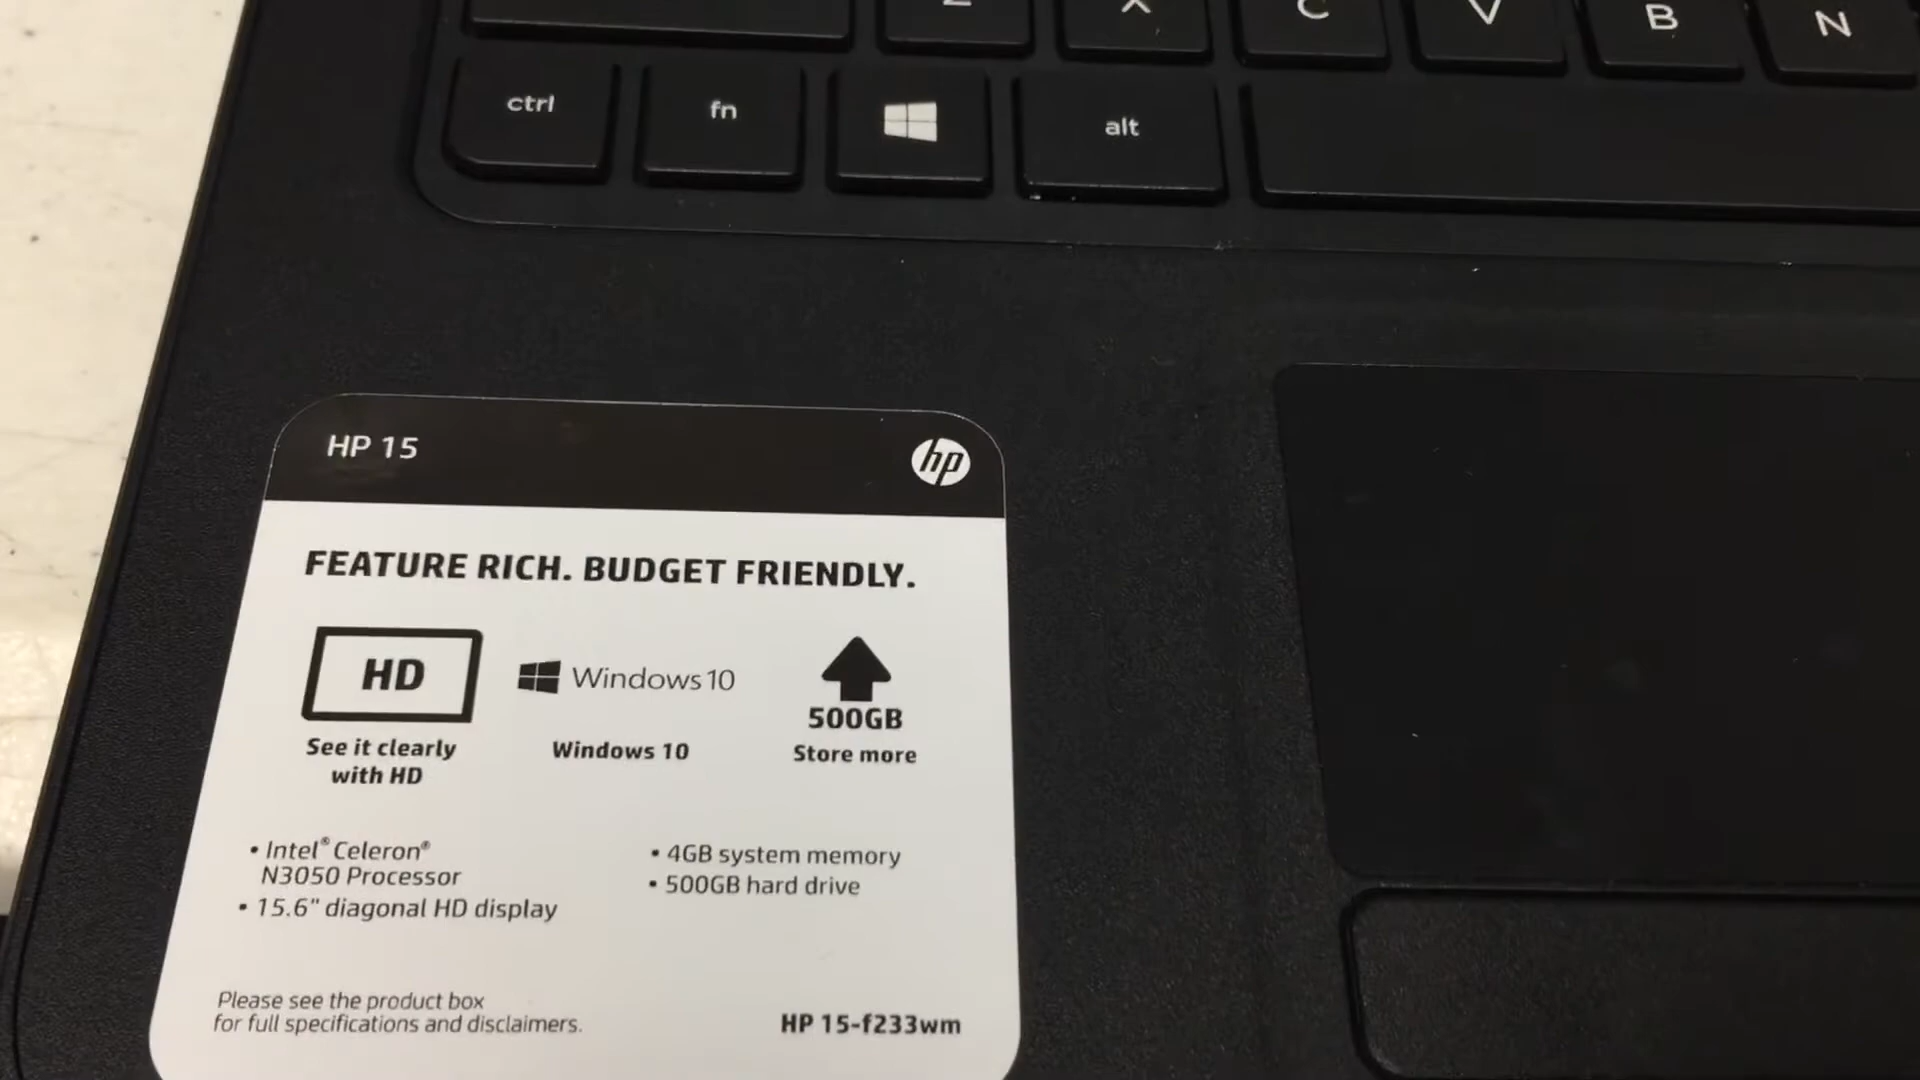 Z X C V B N
ctrl fn alt
HP 15 hp
FEATURE RICH. BUDGET FRIENDLY.
HD
Windows 10
500GB
See it clearly
with HD
Windows 10
Store more
• Intel® Celeron®
N3050 Processor
• 15.6" diagonal HD display
• 4GB system memory
• 500GB hard drive
Please see the product box
for full specifications and disclaimers.
HP 15-f233wm